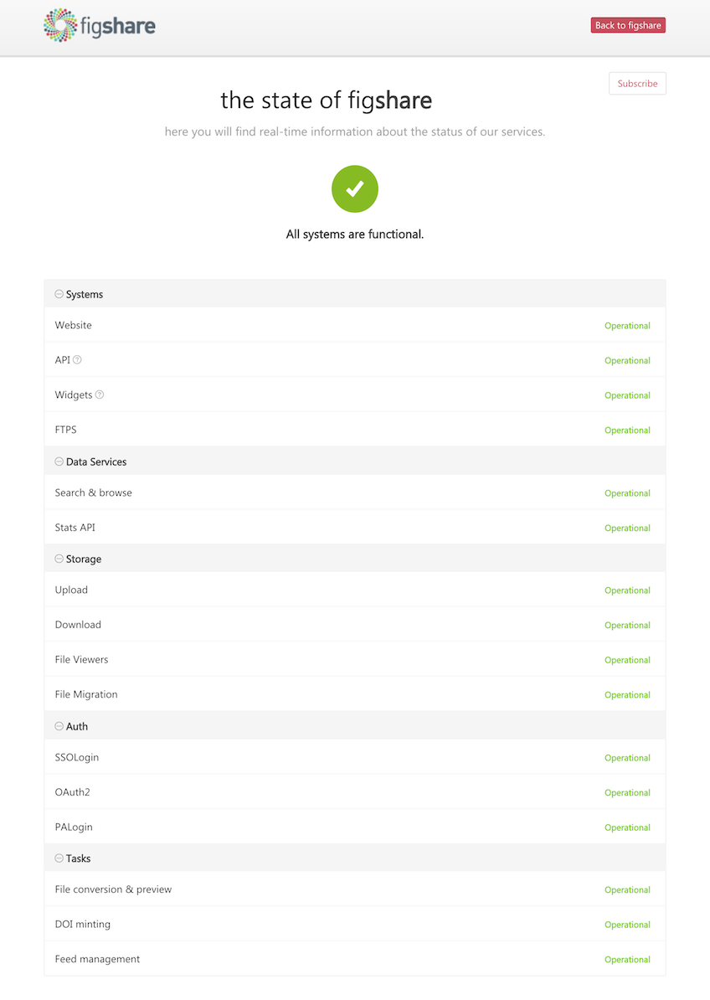 figshare
Back to figshare
Subscribe
the state of figshare
here you will find real-time information about the status of our services.
All systems are functional.
Systems
Website Operational
API ? Operational
Widgets ? Operational
FTPS Operational
Data Services
Search & browse Operational
Stats API Operational
Storage
Upload Operational
Download Operational
File Viewers Operational
File Migration Operational
Auth
SSOLogin Operational
OAuth2 Operational
PALogin Operational
Tasks
File conversion & preview Operational
DOI minting Operational
Feed management Operational